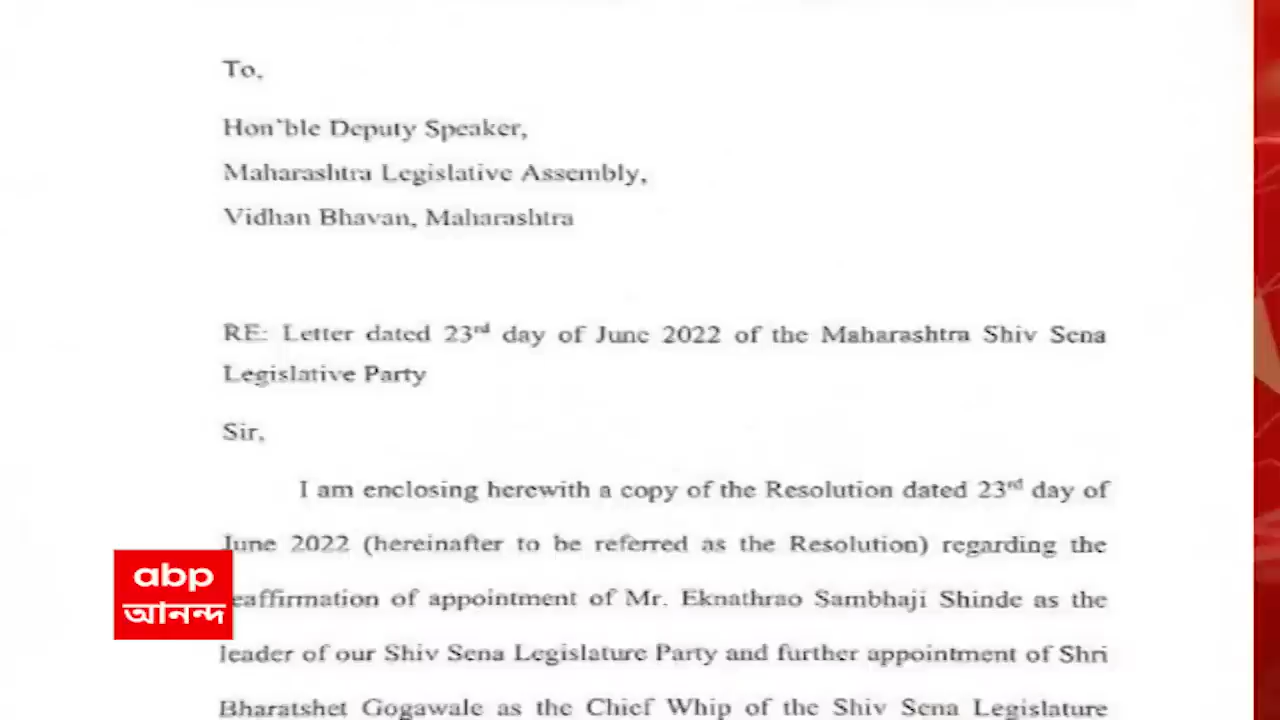 To,
Hon'ble Deputy Speaker,
Maharashtra Legislative Assembly,
Vidhan Bhavan, Maharashtra
RE: Letter dated 23rd day of June 2022 of the Maharashtra Shiv Sena
Legislative Party
Sir,
I am enclosing herewith a copy of the Resolution dated 23rd day of
June 2022 (hereinafter to be referred as the Resolution) regarding the
eaffirmation of appointment of Mr. Eknathrao Sambhaji Shinde as the
leader of our Shiv Sena Legislature Party and further appointment of Shri
Bharatshet Gogawale as the Chief Whip of the Shiv Sena Legislature
abp
আনন্দ